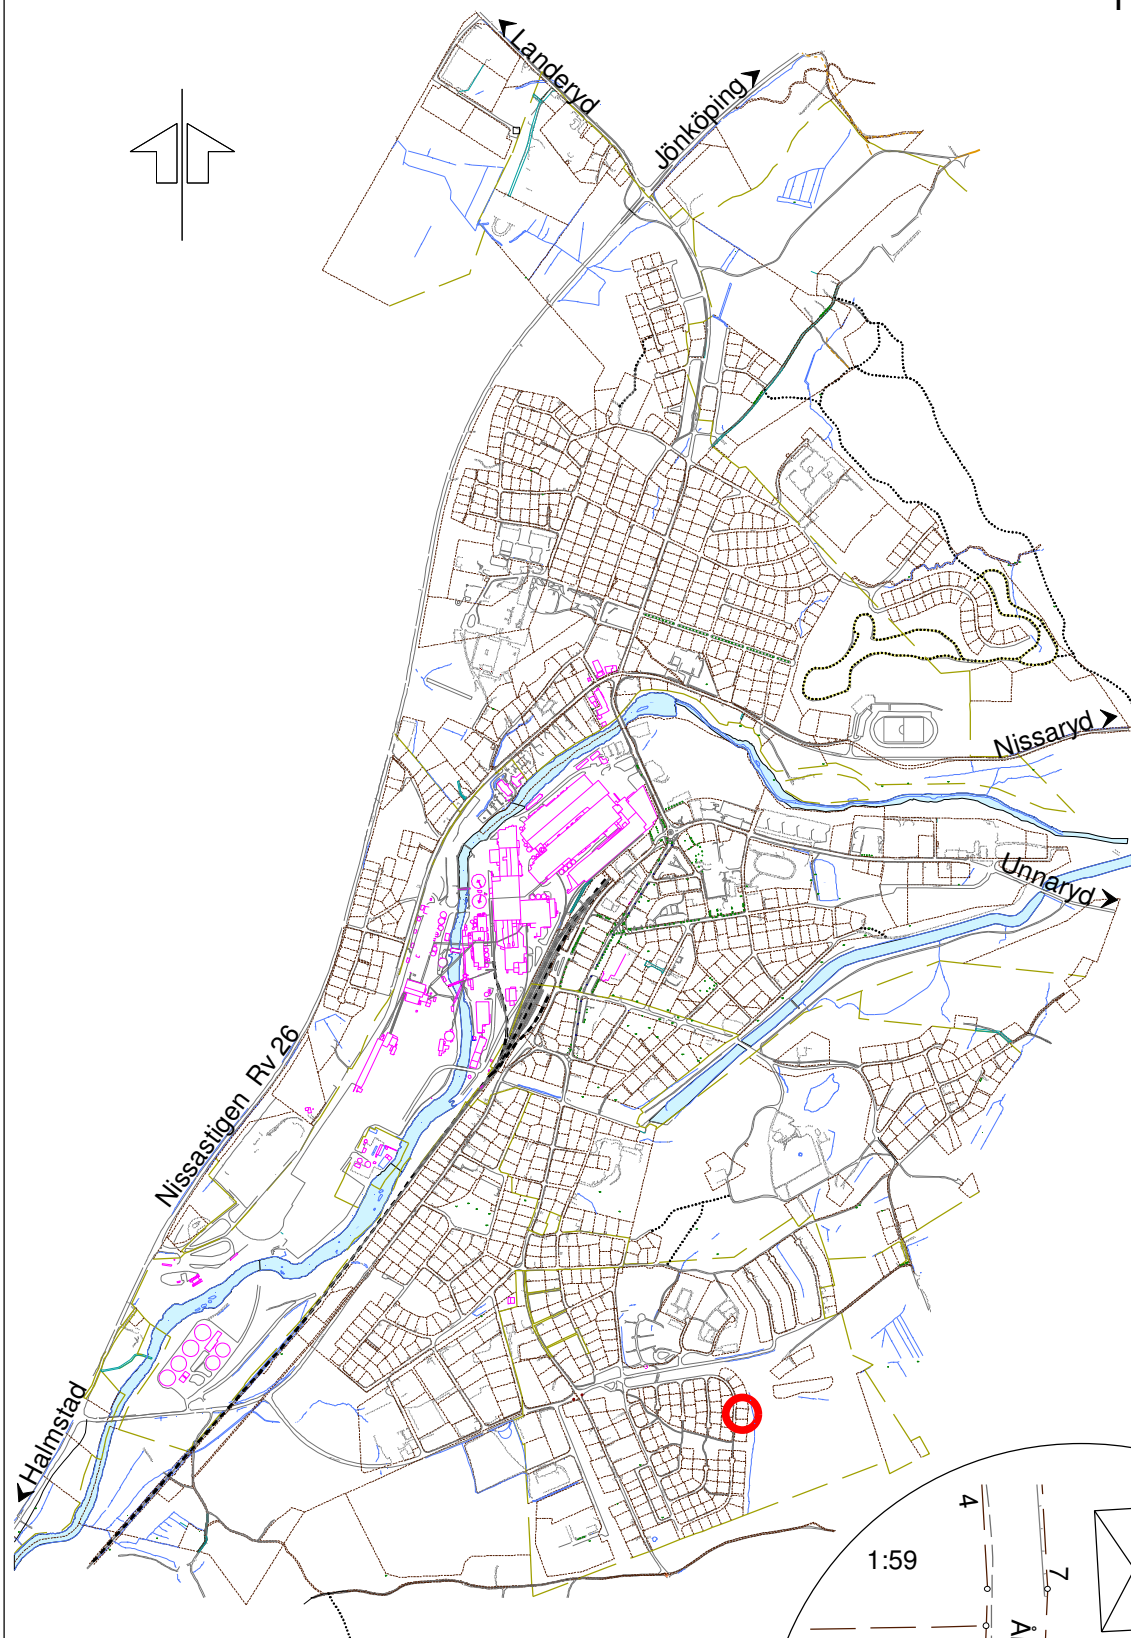 Landeryd
Jönköping
Nissaryd
Unnaryd
Nissastigen Rv 26
Halmstad
4
1:59
7